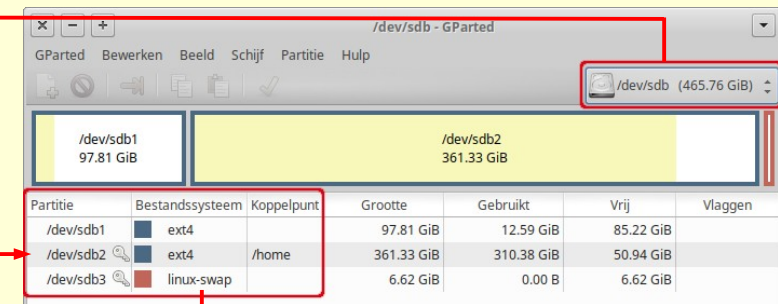 /dev/sdb - GParted
GParted Bewerken Beeld Schijf Partitie Hulp
/dev/sdb (465.76 GiB)
/dev/sdb1
97.81 GiB
/dev/sdb2
361.33 GiB
Partitie Bestandssysteem Koppelpunt Grootte Gebruikt Vrij Vlaggen
/dev/sdb1 ext4 97.81 GiB 12.59 GiB 85.22 GiB
/dev/sdb2 ext4 /home 361.33 GiB 310.38 GiB 50.94 GiB
/dev/sdb3 linux-swap 6.62 GiB 0.00 B 6.62 GiB